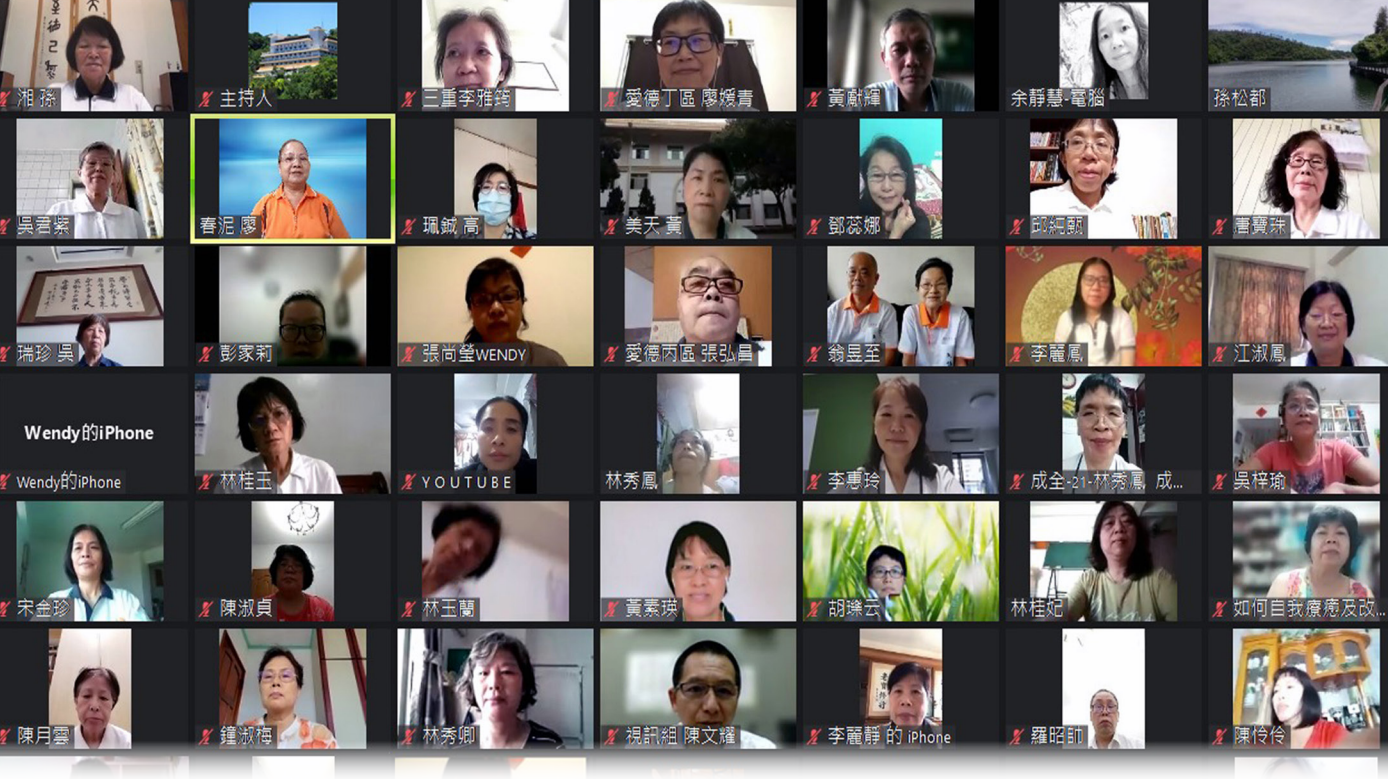 湘 孫
主持人
三重李雅筠
愛德丁區 廖媛青
黃獻輝
余靜慧-電腦
孫松都
吳君紫
春泥 廖
珮鋮 高
美天 黃
鄧蕊娜
邱純甄
唐寶珠
瑞珍 吳
彭家莉
張尚瑩WENDY
愛德丙區 張弘昌
翁昱至
李麗鳳
江淑鳳
Wendy的iPhone
Wendy的iPhone
林桂玉
YOUTUBE
林秀鳳
李惠玲
成全-21-林秀鳳 成...
吳梓瑜
宋金珍
陳淑貞
林玉蘭
黃素瑛
胡瑹云
林桂妃
如何自我療癒及改...
陳月雲
鐘淑梅
林秀卿
視訊組 陳文耀
李麗靜 的 iPhone
羅昭帥
陳怜伶